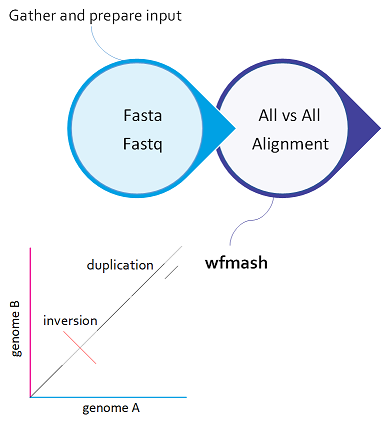 Gather and prepare input
Fasta
Fastq
All vs All
Alignment
wfmash
duplication
inversion
genome B
genome A